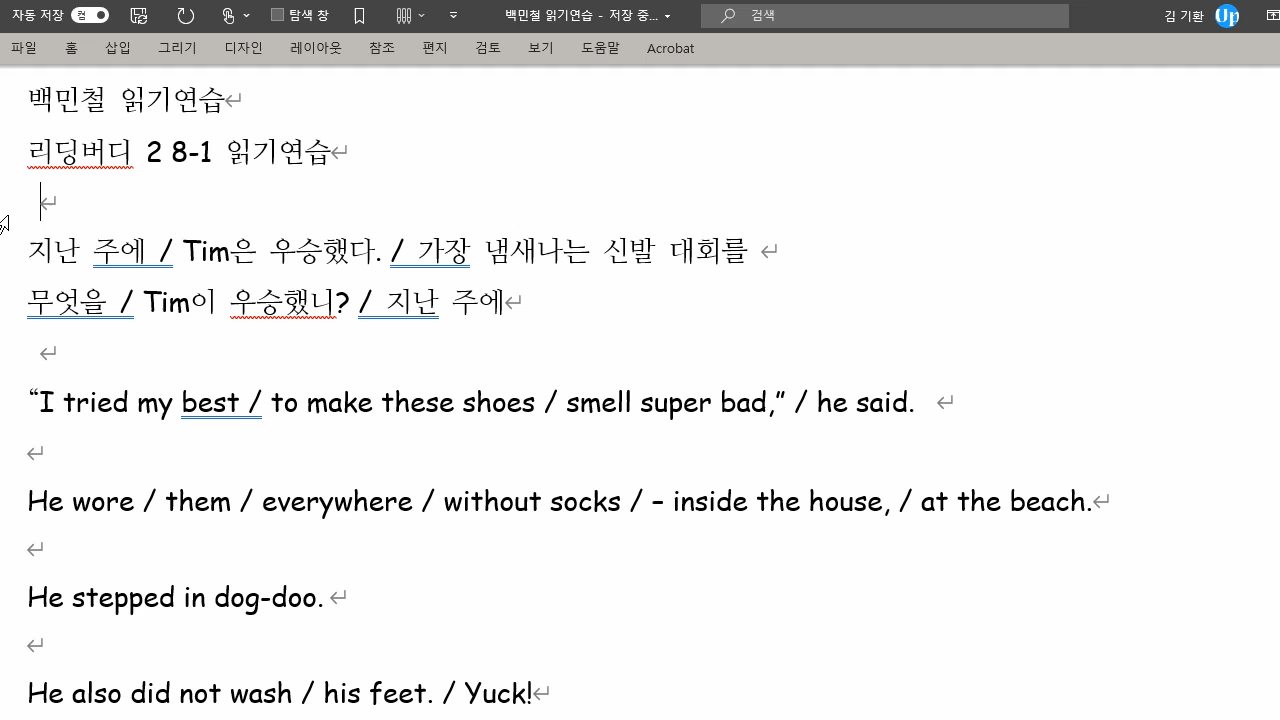 자동 저장 컴 탐색 창 백민철 읽기연습 - 저장 중... 검색 김 기환 Up
파일 홈 삽입 그리기 디자인 레이아웃 참조 편지 검토 보기 도움말 Acrobat
백민철 읽기연습
리딩버디 2 8-1 읽기연습
지난 주에 / Tim은 우승했다. / 가장 냄새나는 신발 대회를
무엇을 / Tim이 우승했니? / 지난 주에
“I tried my best / to make these shoes / smell super bad,” / he said.
He wore / them / everywhere / without socks / – inside the house, / at the beach.
He stepped in dog-doo.
He also did not wash / his feet. / Yuck!